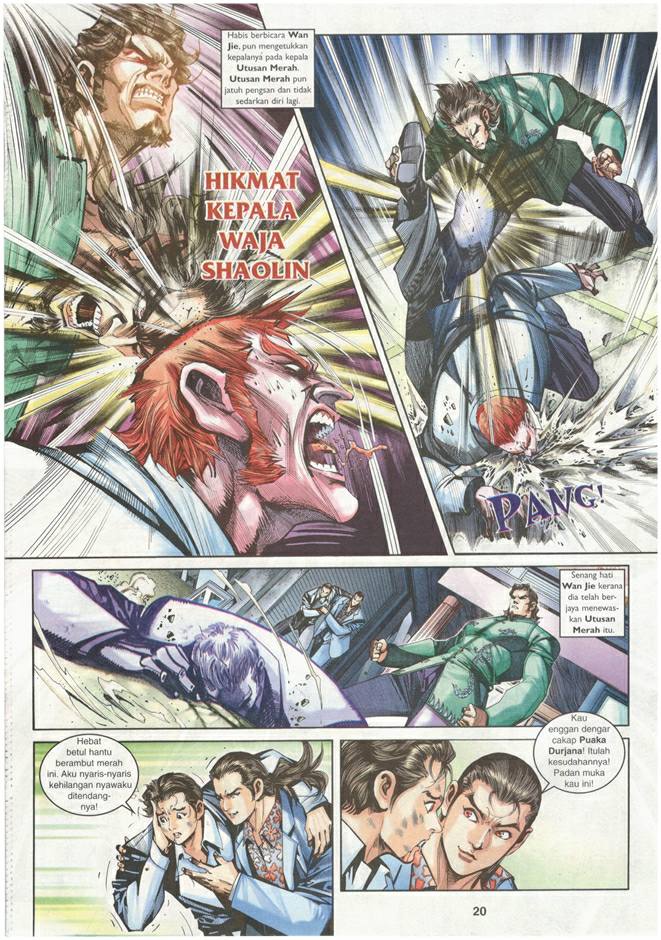 Habis berbicara Wan
Jie, pun mengetukkan
kepalanya pada kepala
Utusan Merah.
Utusan Merah pun
jatuh pengsan dan tidak
sedarkan diri lagi.
HIKMAT
KEPALA
WAJA
SHAOLIN
PANG!
Senang hati
Wan Jie kerana
dia telah ber-
jaya menewas-
kan Utusan
Merah itu.
Hebat
betul hantu
berambut merah
ini. Aku nyaris-nyaris
kehilangan nyawaku
ditendang-
nya!
Kau
enggan dengar
cakap Puaka
Durjana! Itulah
kesudahannya!
Padan muka
kau ini!
20